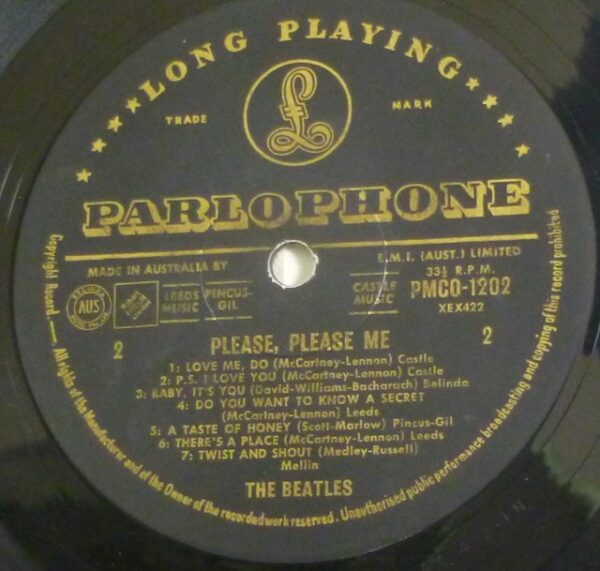 LONG PLAYING
TRADE MARK
£
PARLOPHONE
MADE IN AUSTRALIA BY E.M.I. (AUST.) LIMITED
33⅓ R.P.M.
BELINDA AUS
LEEDS MUSIC
PINCUS-GIL
CASTLE MUSIC
PMCO-1202
XEX422
2 PLEASE, PLEASE ME 2
1: LOVE ME, DO (McCartney-Lennon) Castle
2: P.S. I LOVE YOU (McCartney-Lennon) Castle
3: BABY, IT'S YOU (David-Williams-Bacharach) Belinda
4: DO YOU WANT TO KNOW A SECRET
(McCartney-Lennon) Leeds
5: A TASTE OF HONEY (Scott-Marlow) Pincus-Gil
6: THERE'S A PLACE (McCartney-Lennon) Leeds
7: TWIST AND SHOUT (Medley-Russell)
Mellin
THE BEATLES
Copyright Record — All rights of the Manufacturer and of the Owner of the recorded work reserved. Unauthorised public performance broadcasting and copying of this record prohibited